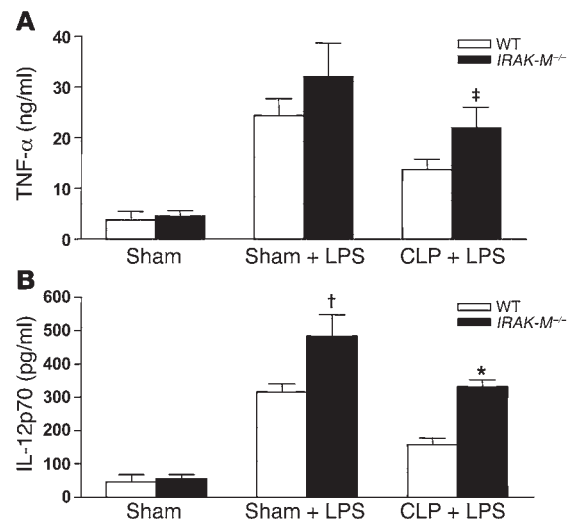 A
TNF-α (ng/ml)
40
30
20
10
0
WT
IRAK-M⁻/⁻
‡
Sham
Sham + LPS
CLP + LPS
B
IL-12p70 (pg/ml)
600
500
400
300
200
100
0
WT
IRAK-M⁻/⁻
†
*
Sham
Sham + LPS
CLP + LPS